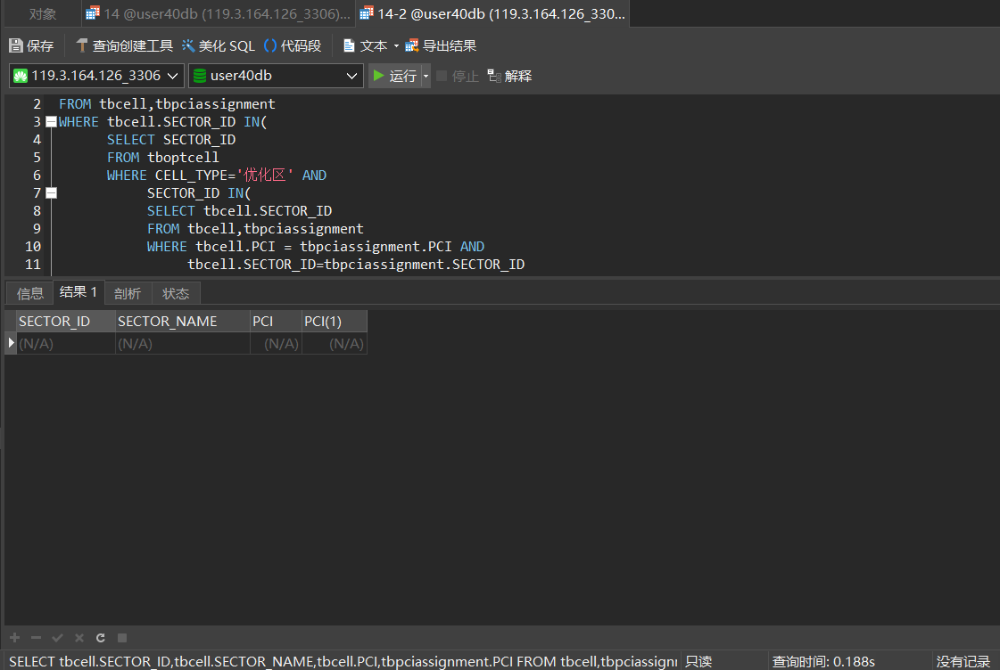 对象 14 @user40db (119.3.164.126_3306)... 14-2 @user40db (119.3.164.126_330...
保存 查询创建工具 美化 SQL () 代码段 文本 导出结果
119.3.164.126_3306 user40db 运行 停止 解释
2 FROM tbcell,tbpciassignment
3 WHERE tbcell.SECTOR_ID IN(
4 SELECT SECTOR_ID
5 FROM tboptcell
6 WHERE CELL_TYPE='优化区' AND
7 SECTOR_ID IN(
8 SELECT tbcell.SECTOR_ID
9 FROM tbcell,tbpciassignment
10 WHERE tbcell.PCI = tbpciassignment.PCI AND
11 tbcell.SECTOR_ID=tbpciassignment.SECTOR_ID
信息 结果 1 剖析 状态
SECTOR_ID SECTOR_NAME PCI PCI(1)
(N/A) (N/A) (N/A) (N/A)
SELECT tbcell.SECTOR_ID,tbcell.SECTOR_NAME,tbcell.PCI,tbpciassignment.PCI FROM tbcell,tbpciassignı 只读 查询时间: 0.188s 没有记录